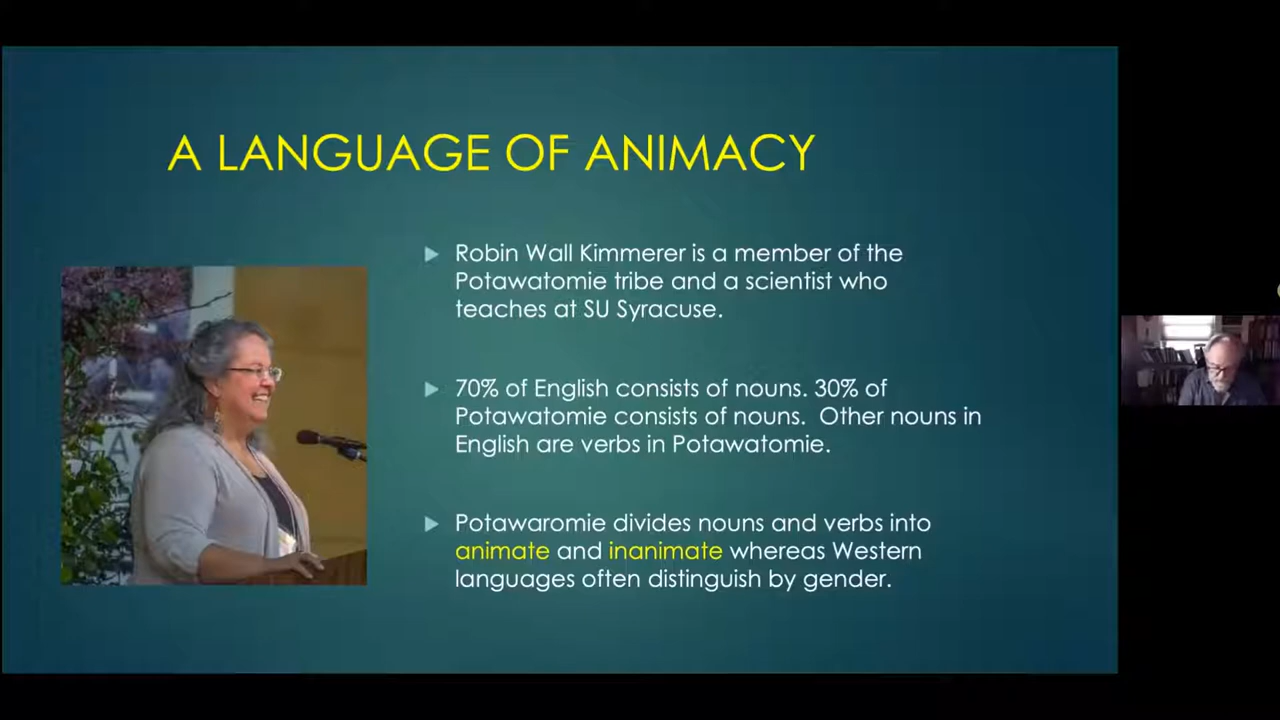 A LANGUAGE OF ANIMACY
Robin Wall Kimmerer is a member of the
Potawatomie tribe and a scientist who
teaches at SU Syracuse.
70% of English consists of nouns. 30% of
Potawatomie consists of nouns. Other nouns in
English are verbs in Potawatomie.
Potawaromie divides nouns and verbs into
animate and inanimate whereas Western
languages often distinguish by gender.